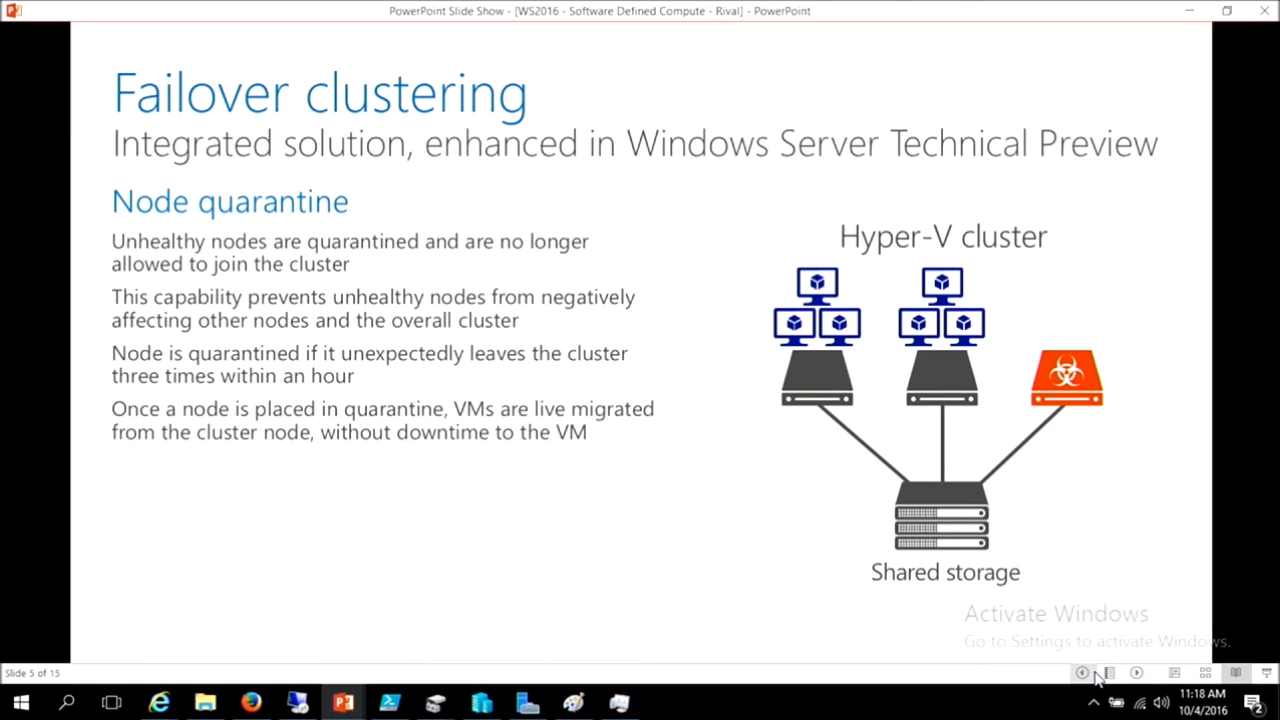 PowerPoint Slide Show - [WS2016 - Software Defined Compute - Rival] - PowerPoint
Failover clustering
Integrated solution, enhanced in Windows Server Technical Preview
Node quarantine
Unhealthy nodes are quarantined and are no longer
allowed to join the cluster
This capability prevents unhealthy nodes from negatively
affecting other nodes and the overall cluster
Node is quarantined if it unexpectedly leaves the cluster
three times within an hour
Once a node is placed in quarantine, VMs are live migrated
from the cluster node, without downtime to the VM
Hyper-V cluster
Shared storage
Activate Windows
Go to Settings to activate Windows.
Slide 5 of 15
11:18 AM
10/4/2016
2